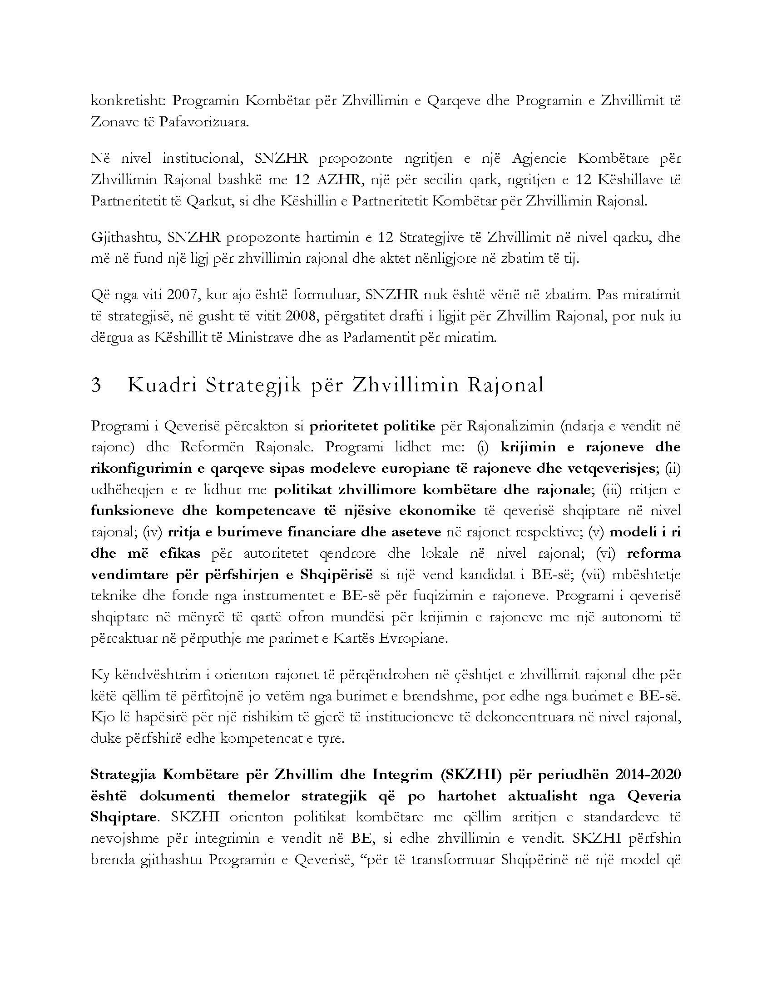 konkretisht: Programin Kombëtar për Zhvillimin e Qarqeve dhe Programin e Zhvillimit të
Zonave të Pafavorizuara.
Në nivel institucional, SNZHR propozonte ngritjen e një Agjencie Kombëtare për
Zhvillimin Rajonal bashkë me 12 AZHR, një për secilin qark, ngritjen e 12 Këshillave të
Partneritetit të Qarkut, si dhe Këshillin e Partneritetit Kombëtar për Zhvillimin Rajonal.
Gjithashtu, SNZHR propozonte hartimin e 12 Strategjive të Zhvillimit në nivel qarku, dhe
më në fund një ligj për zhvillimin rajonal dhe aktet nënligjore në zbatim të tij.
Që nga viti 2007, kur ajo është formuluar, SNZHR nuk është vënë në zbatim. Pas miratimit
të strategjisë, në gusht të vitit 2008, përgatitet drafti i ligjit për Zhvillim Rajonal, por nuk iu
dërgua as Këshillit të Ministrave dhe as Parlamentit për miratim.
3 Kuadri Strategjik për Zhvillimin Rajonal
Programi i Qeverisë përcakton si prioritetet politike për Rajonalizimin (ndarja e vendit në
rajone) dhe Reformën Rajonale. Programi lidhet me: (i) krijimin e rajoneve dhe
rikonfigurimin e qarqeve sipas modeleve europiane të rajoneve dhe vetqeverisjes; (ii)
udhëheqjen e re lidhur me politikat zhvillimore kombëtare dhe rajonale; (iii) rritjen e
funksioneve dhe kompetencave të njësive ekonomike të qeverisë shqiptare në nivel
rajonal; (iv) rritja e burimeve financiare dhe aseteve në rajonet respektive; (v) modeli i ri
dhe më efikas për autoritetet qendrore dhe lokale në nivel rajonal; (vi) reforma
vendimtare për përfshirjen e Shqipërisë si një vend kandidat i BE-së; (vii) mbështetje
teknike dhe fonde nga instrumentet e BE-së për fuqizimin e rajoneve. Programi i qeverisë
shqiptare në mënyrë të qartë ofron mundësi për krijimin e rajoneve me një autonomi të
përcaktuar në përputhje me parimet e Kartës Evropiane.
Ky këndvështrim i orienton rajonet të përqëndrohen në çështjet e zhvillimit rajonal dhe për
këtë qëllim të përfitojnë jo vetëm nga burimet e brendshme, por edhe nga burimet e BE-së.
Kjo lë hapësirë për një rishikim të gjerë të institucioneve të dekoncentruara në nivel rajonal,
duke përfshirë edhe kompetencat e tyre.
Strategjia Kombëtare për Zhvillim dhe Integrim (SKZHI) për periudhën 2014-2020
është dokumenti themelor strategjik që po hartohet aktualisht nga Qeveria
Shqiptare. SKZHI orienton politikat kombëtare me qëllim arritjen e standardeve të
nevojshme për integrimin e vendit në BE, si edhe zhvillimin e vendit. SKZHI përfshin
brenda gjithashtu Programin e Qeverisë, “për të transformuar Shqipërinë në një model që